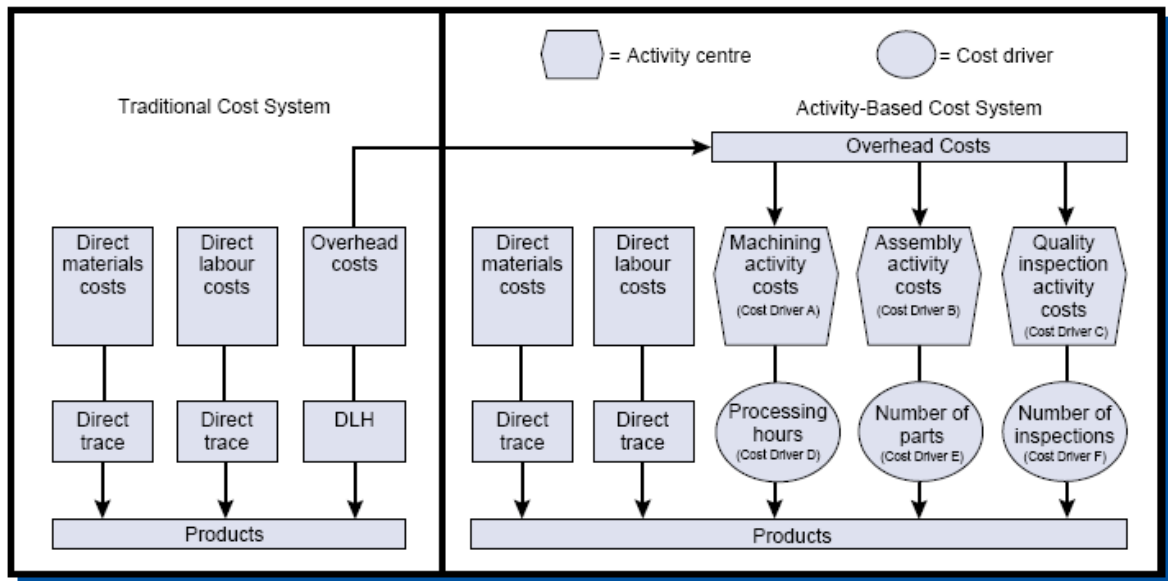 = Activity centre
= Cost driver
Traditional Cost System
Activity-Based Cost System
Overhead Costs
Direct
materials
costs
Direct
labour
costs
Overhead
costs
Direct
materials
costs
Direct
labour
costs
Machining
activity
costs
(Cost Driver A)
Assembly
activity
costs
(Cost Driver B)
Quality
inspection
activity
costs
(Cost Driver C)
Direct
trace
Direct
trace
DLH
Direct
trace
Direct
trace
Processing
hours
(Cost Driver D)
Number of
parts
(Cost Driver E)
Number of
inspections
(Cost Driver F)
Products
Products